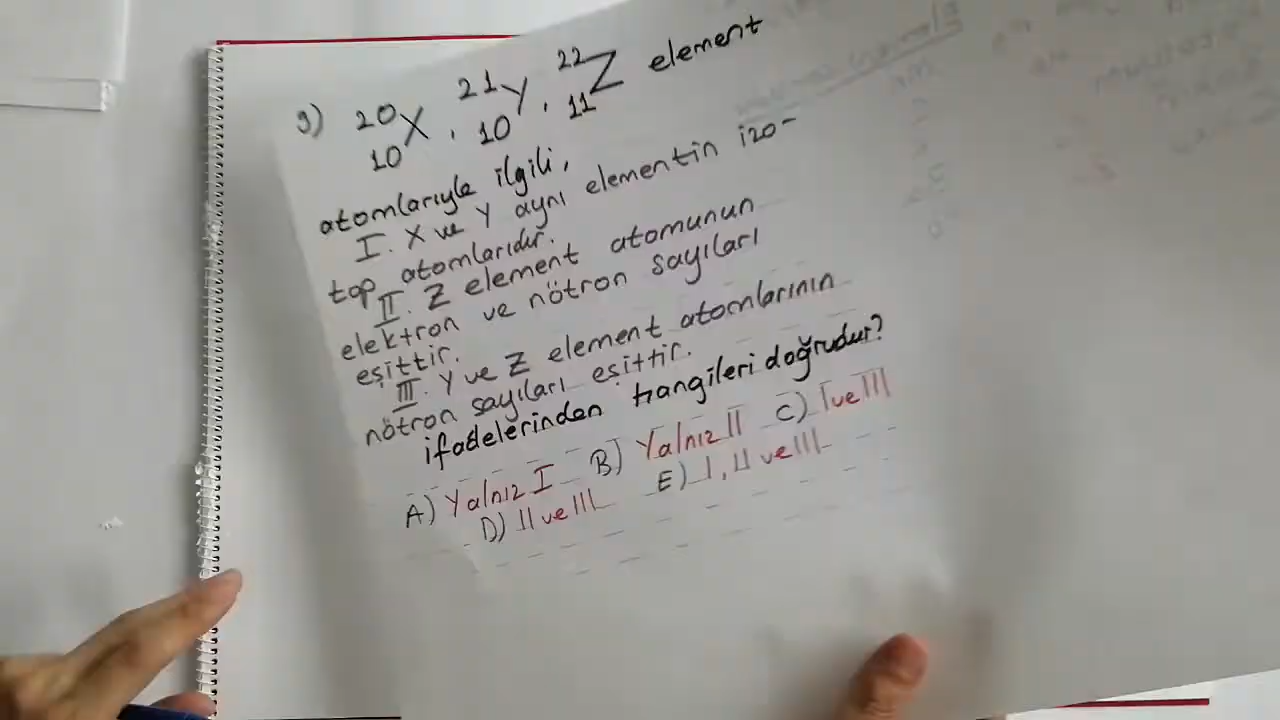 9) ²⁰₁₀X, ²¹₁₀Y, ²²₁₁Z element
atomlarıyla ilgili,
I. X ve Y aynı elementin izo-
top atomlarıdır.
II. Z element atomunun
elektron ve nötron sayıları
eşittir.
III. Y ve Z element atomlarının
nötron sayıları eşittir.
ifadelerinden hangileri doğrudur?
A) Yalnız I B) Yalnız II C) I ve III
D) II ve III E) I, II ve III